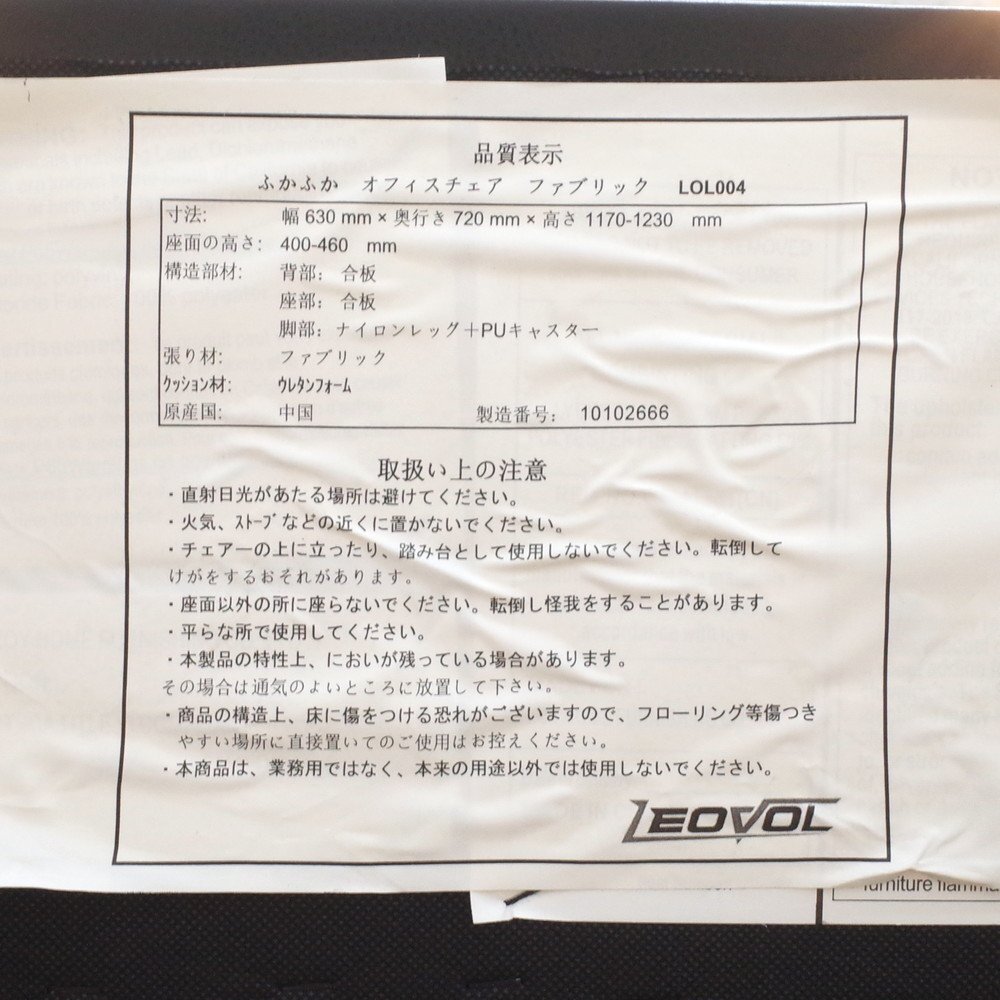 品質表示
ふかふか オフィスチェア ファブリック LOL004
寸法: 幅 630 mm × 奥行き 720 mm × 高さ 1170-1230 mm
座面の高さ: 400-460 mm
構造部材: 背部: 合板
座部: 合板
脚部: ナイロンレッグ＋PUキャスター
張り材: ファブリック
ｸｯｼｮﾝ材: ｳﾚﾀﾝﾌｫｰﾑ
原産国: 中国 製造番号: 10102666
取扱い上の注意
・直射日光があたる場所は避けてください。
・火気、ｽﾄｰﾌﾞなどの近くに置かないでください。
・チェアーの上に立ったり、踏み台として使用しないでください。転倒して
けがをするおそれがあります。
・座面以外の所に座らないでください。転倒し怪我をすることがあります。
・平らな所で使用してください。
・本製品の特性上、においが残っている場合があります。
その場合は通気のよいところに放置して下さい。
・商品の構造上、床に傷をつける恐れがございますので、フローリング等傷つき
やすい場所に直接置いてのご使用はお控えください。
・本商品は、業務用ではなく、本来の用途以外では使用しないでください。
LEOVOL
furniture